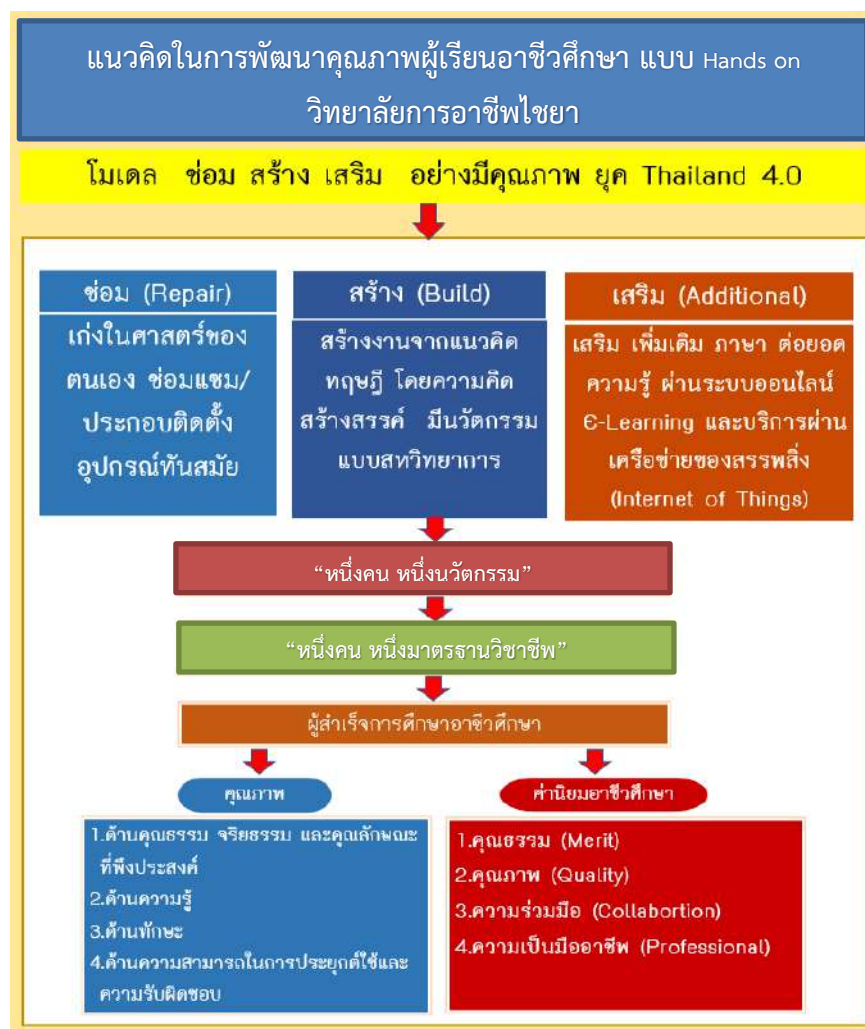 แนวคิดในการพัฒนาคุณภาพผู้เรียนอาชีวศึกษา แบบ Hands on
วิทยาลัยการอาชีพไชยา
โมเดล ซ่อม สร้าง เสริม อย่างมีคุณภาพ ยุค Thailand 4.0
ซ่อม (Repair)
เก่งในศาสตร์ของ
ตนเอง ซ่อมแซม/
ประกอบติดตั้ง
อุปกรณ์ทันสมัย
สร้าง (Build)
สร้างงานจากแนวคิด
ทฤษฎี โดยความคิด
สร้างสรรค์ มีนวัตกรรม
แบบสหวิทยาการ
เสริม (Additional)
เสริม เพิ่มเติม ภาษา ต่อยอด
ความรู้ ผ่านระบบออนไลน์
E-Learning และบริการผ่าน
เครือข่ายของสรรพสิ่ง
(Internet of Things)
“หนึ่งคน หนึ่งนวัตกรรม”
“หนึ่งคน หนึ่งมาตรฐานวิชาชีพ”
ผู้สำเร็จการศึกษาอาชีวศึกษา
คุณภาพ
1.ด้านคุณธรรม จริยธรรม และคุณลักษณะ
ที่พึงประสงค์
2.ด้านความรู้
3.ด้านทักษะ
4.ด้านความสามารถในการประยุกต์ใช้และ
ความรับผิดชอบ
ค่านิยมอาชีวศึกษา
1.คุณธรรม (Merit)
2.คุณภาพ (Quality)
3.ความร่วมมือ (Collabortion)
4.ความเป็นมืออาชีพ (Professional)